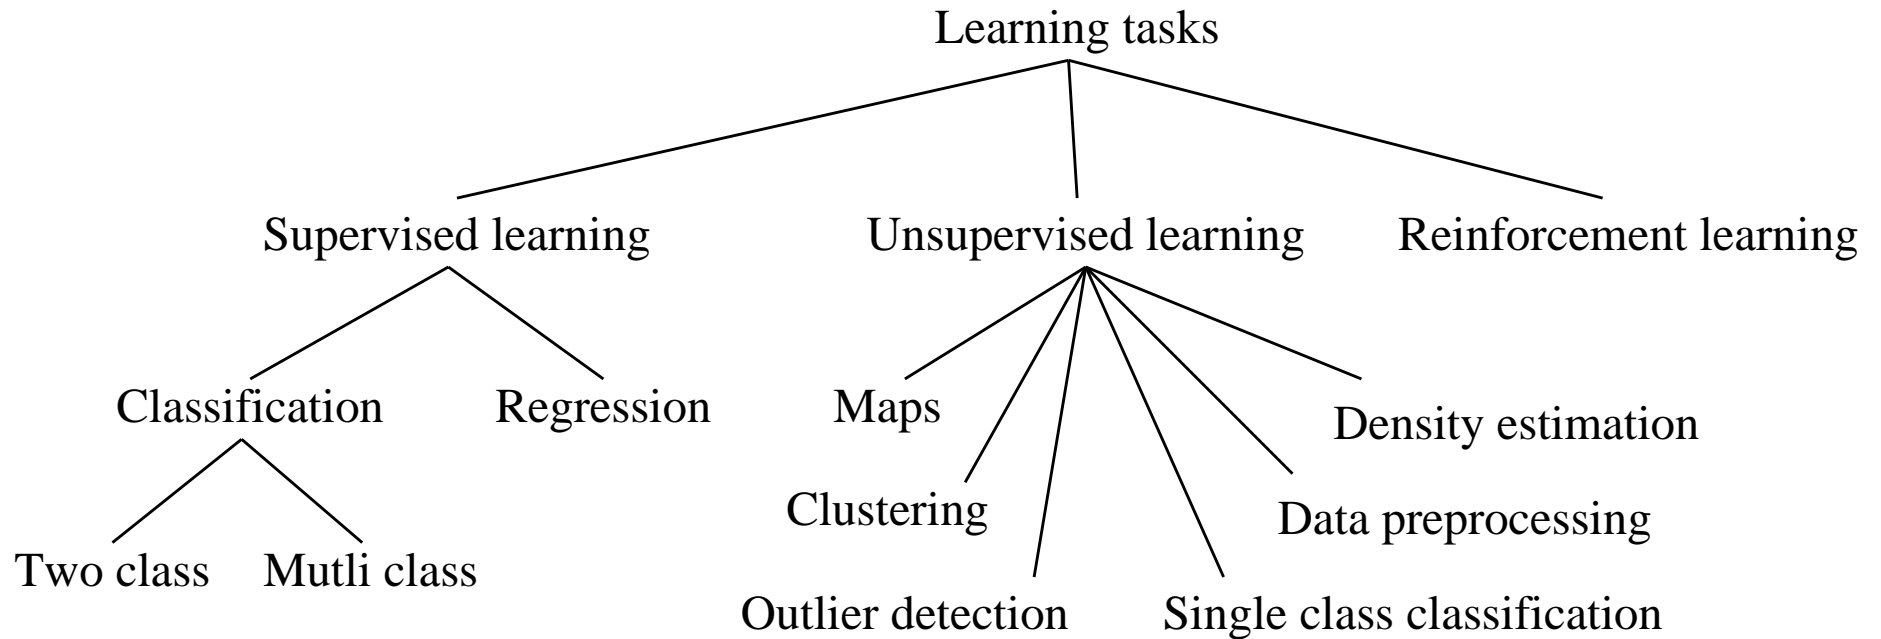 Learning tasks
Supervised learning
Unsupervised learning
Reinforcement learning
Classification
Regression
Maps
Density estimation
Clustering
Data preprocessing
Two class
Mutli class
Outlier detection
Single class classification